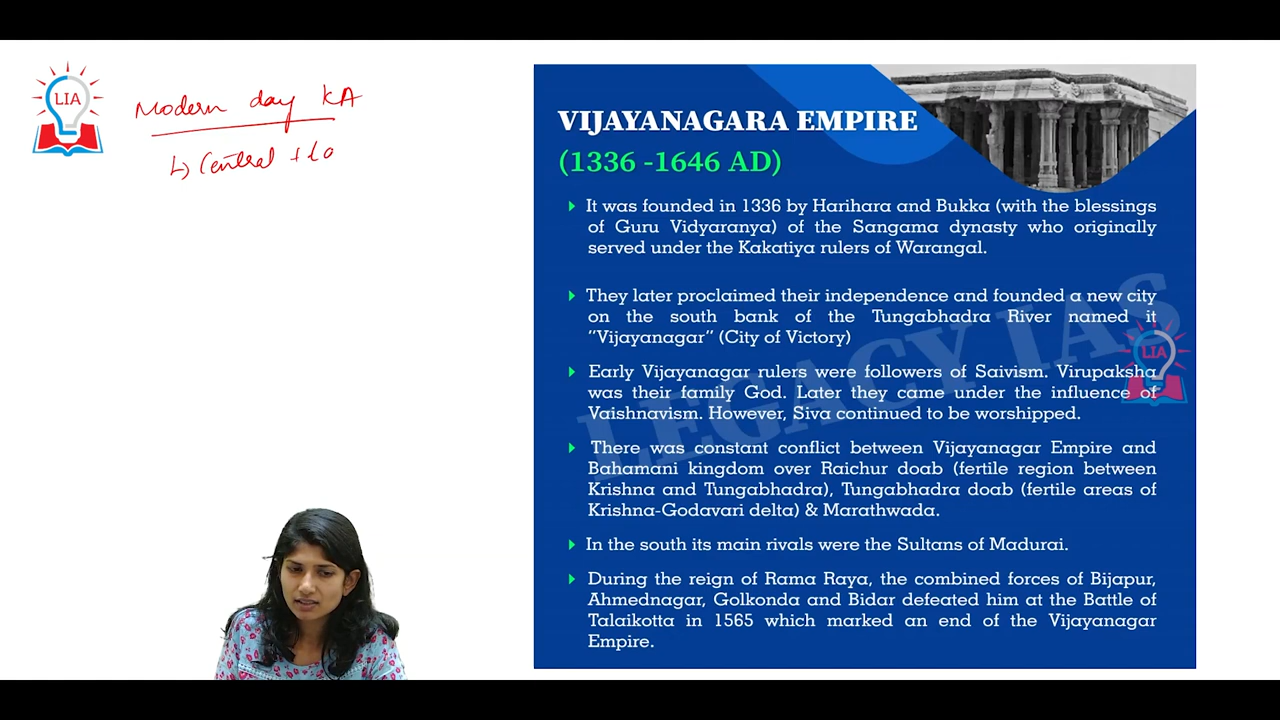 LIA
Modern day KA
↳ Central + lo
VIJAYANAGARA EMPIRE
(1336 -1646 AD)
It was founded in 1336 by Harihara and Bukka (with the blessings
of Guru Vidyaranya) of the Sangama dynasty who originally
served under the Kakatiya rulers of Warangal.
They later proclaimed their independence and founded a new city
on the south bank of the Tungabhadra River named it
“Vijayanagar” (City of Victory)
Early Vijayanagar rulers were followers of Saivism. Virupaksha
was their family God. Later they came under the influence of
Vaishnavism. However, Siva continued to be worshipped.
There was constant conflict between Vijayanagar Empire and
Bahamani kingdom over Raichur doab (fertile region between
Krishna and Tungabhadra), Tungabhadra doab (fertile areas of
Krishna-Godavari delta) & Marathwada.
In the south its main rivals were the Sultans of Madurai.
During the reign of Rama Raya, the combined forces of Bijapur,
Ahmednagar, Golkonda and Bidar defeated him at the Battle of
Talaikotta in 1565 which marked an end of the Vijayanagar
Empire.
LEGACY IAS
LIA